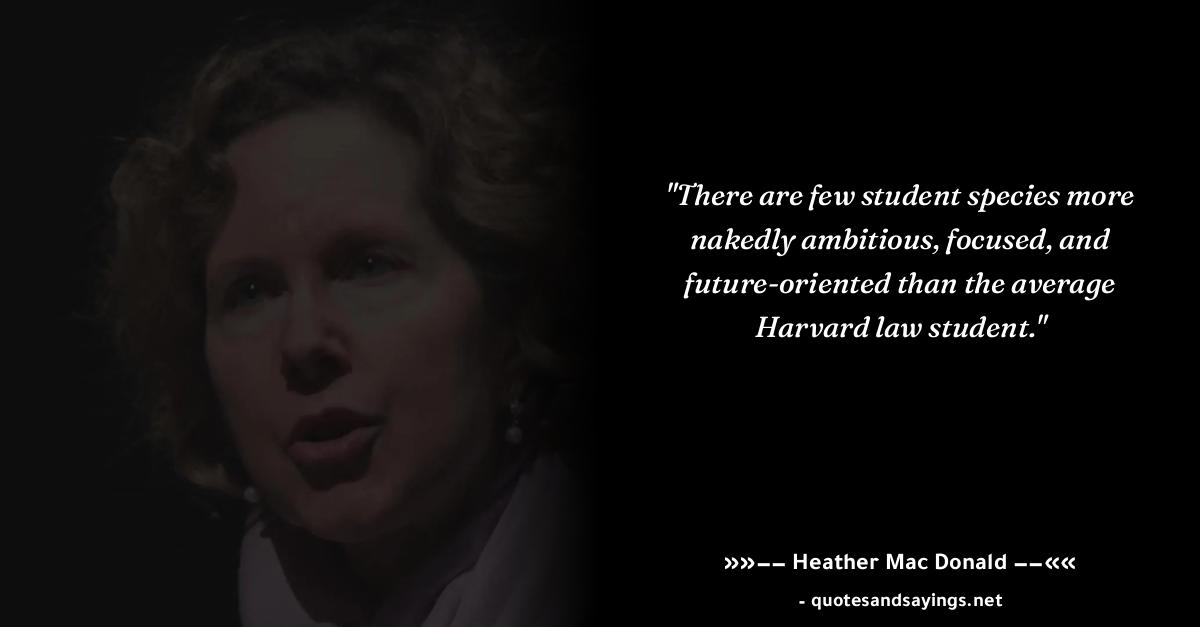 "There are few student species more
nakedly ambitious, focused, and
future-oriented than the average
Harvard law student."
»»–– Heather Mac Donald ––««
- quotesandsayings.net